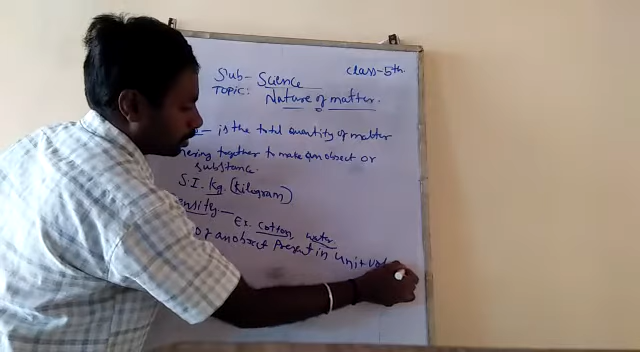 Sub- Science class-5th.
TOPIC: Nature of matter.
is the total quantity of matter
together to make an object or
substance.
S.I. Kg. (Kilogram)
Ex. Cotton, water
of an object Present in unit